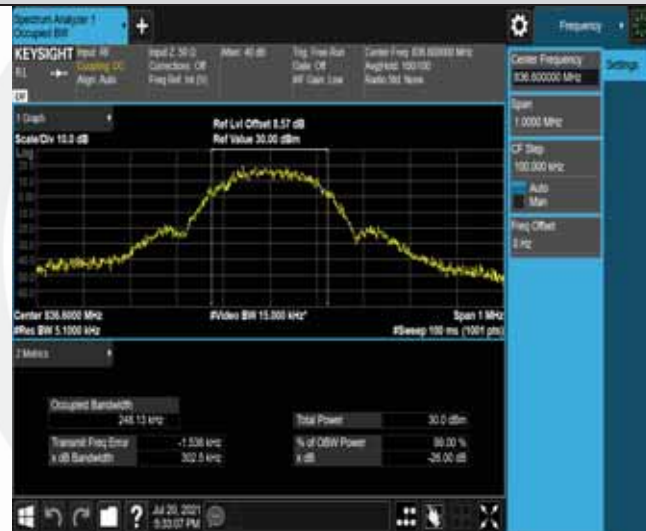 Spectrum Analyzer 1
Occupied BW
Frequency
KEYSIGHT Input: RF
Coupling: DC
Align: Auto
Input Z: 50 Ω
Corrections: Off
Freq Ref: Int (S)
Atten: 40 dB
Trig: Free Run
Gate: Off
#IF Gain: Low
Center Freq: 836.600000 MHz
Avg|Hold: 100/100
Radio Std: None
Center Frequency
836.600000 MHz
Settings
Span
1.0000 MHz
CF Step
100.000 kHz
Auto
Man
Freq Offset
0 Hz
1 Graph
Scale/Div 10.0 dB
Ref Lvl Offset 8.57 dB
Ref Value 30.00 dBm
Log
Center 836.6000 MHz
#Res BW 5.1000 kHz
#Video BW 15.000 kHz*
Span 1 MHz
#Sweep 100 ms (1001 pts)
2 Metrics
Occupied Bandwidth
248.13 kHz
Total Power 30.0 dBm
Transmit Freq Error -1.536 kHz
% of OBW Power 99.00 %
x dB Bandwidth 302.5 kHz
x dB -26.00 dB
Jul 20, 2021
5:33:07 PM